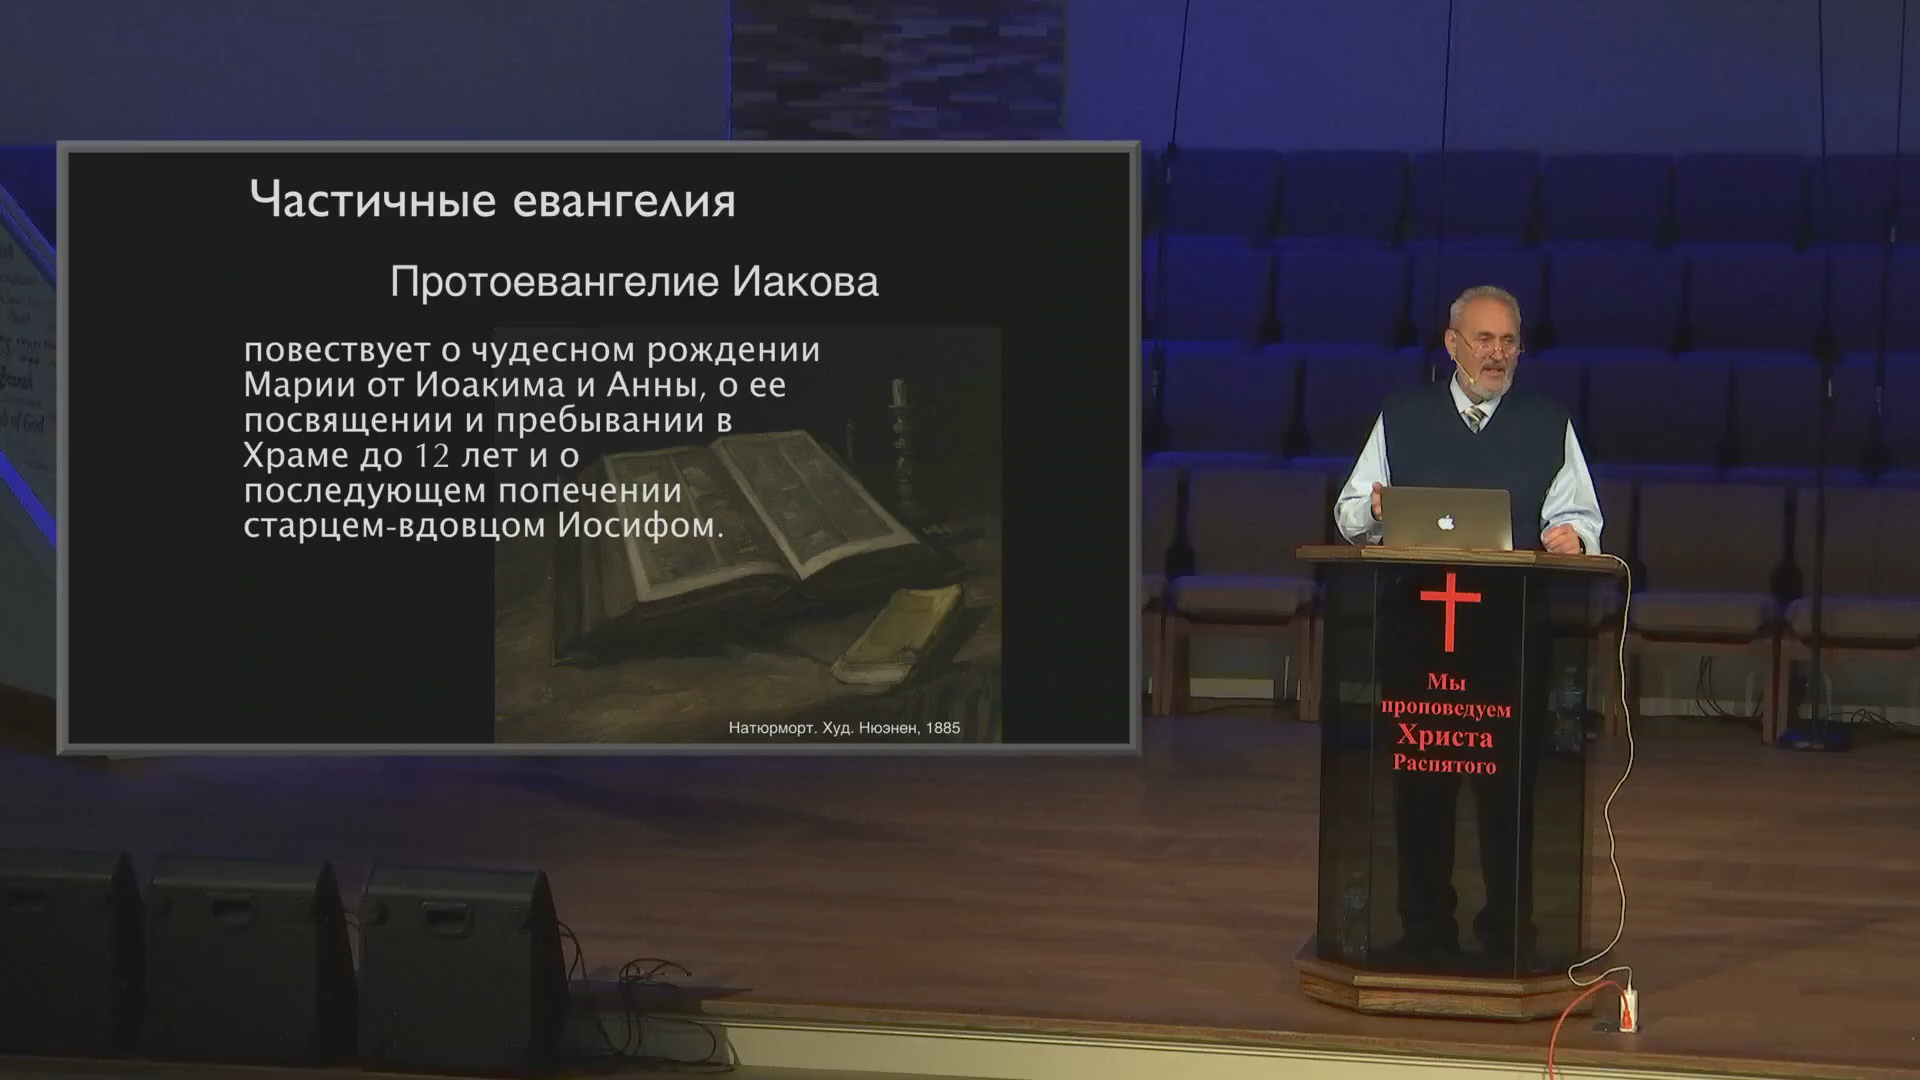 Частичные евангелия
Протоевангелие Иакова
повествует о чудесном рождении
Марии от Иоакима и Анны, о ее
посвящении и пребывании в
Храме до 12 лет и о
последующем попечении
старцем-вдовцом Иосифом.
Натюрморт. Худ. Нюэнен, 1885
Мы
проповедуем
Христа
Распятого